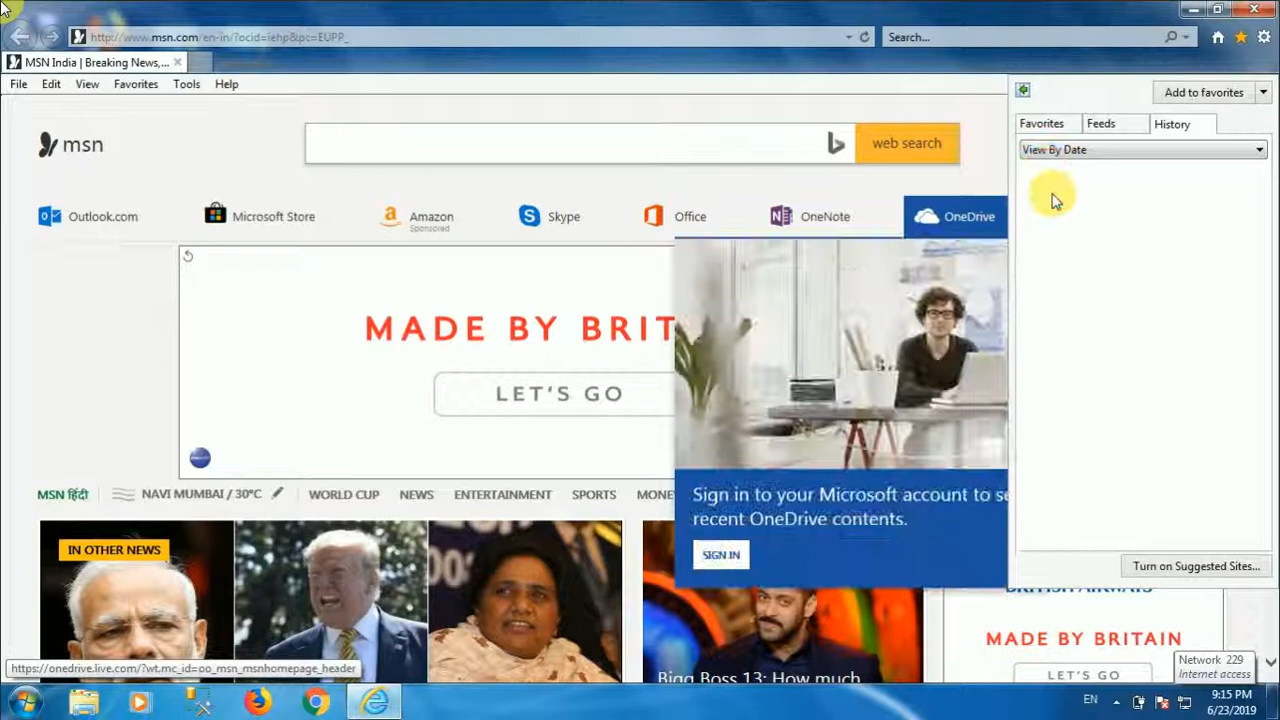 http://www.msn.com/en-in/?ocid=iehp&pc=EUPP_
Search...
MSN India | Breaking News,...
File Edit View Favorites Tools Help
Add to favorites
Favorites Feeds History
View By Date
msn
web search
Outlook.com Microsoft Store Amazon Skype Office OneNote OneDrive
Sponsored
MADE BY BRIT
LET'S GO
Sign in to your Microsoft account to se
recent OneDrive contents.
SIGN IN
MSN हिंदी NAVI MUMBAI / 30°C WORLD CUP NEWS ENTERTAINMENT SPORTS MONE
IN OTHER NEWS
Turn on Suggested Sites...
BRITISH AIRWAYS
MADE BY BRITAIN
LET'S GO
Bigg Boss 13: How much
https://onedrive.live.com/?wt.mc_id=oo_msn_msnhomepage_header
Network 229
Internet access
EN
9:15 PM
6/23/2019